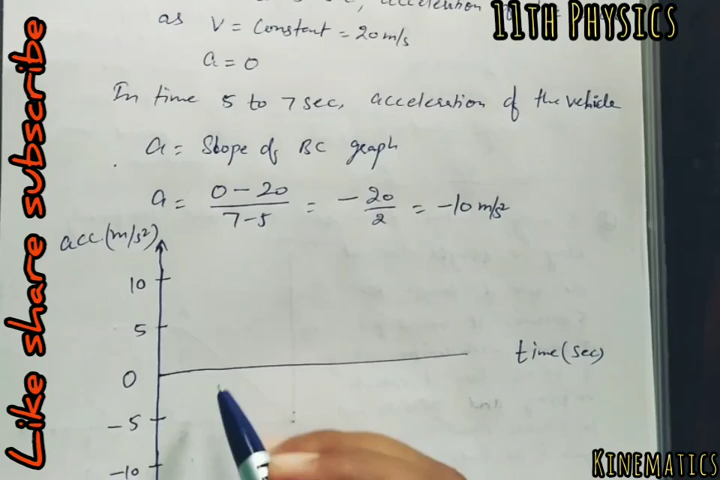 acceleration of
11th Physics
as V = Constant = 20 m/s
a = 0
In time 5 to 7 sec, acceleration of the vehicle
a = Slope of BC graph
a = 0 - 20 / 7 - 5 = - 20 / 2 = -10 m/s²
acc (m/s²)
10
5
0
time (sec)
-5
-10
Like share subscribe
Kinematics